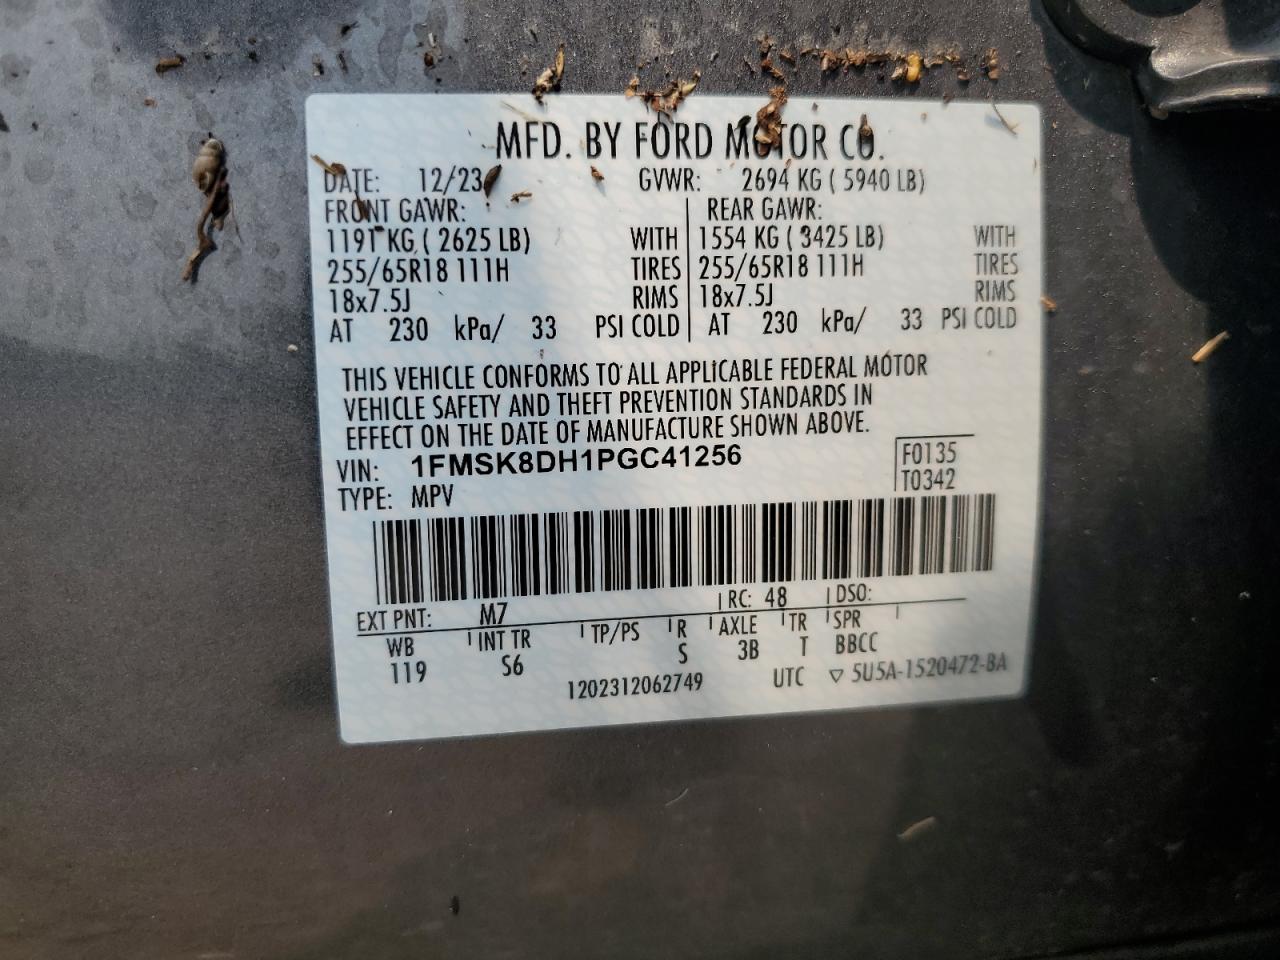 MFD. BY FORD MOTOR CO.
DATE: 12/23 GVWR: 2694 KG ( 5940 LB)
FRONT GAWR: REAR GAWR:
1191 KG ( 2625 LB) WITH 1554 KG ( 3425 LB) WITH
255/65R18 111H TIRES 255/65R18 111H TIRES
18x7.5J RIMS 18x7.5J RIMS
AT 230 kPa/ 33 PSI COLD AT 230 kPa/ 33 PSI COLD
THIS VEHICLE CONFORMS TO ALL APPLICABLE FEDERAL MOTOR
VEHICLE SAFETY AND THEFT PREVENTION STANDARDS IN
EFFECT ON THE DATE OF MANUFACTURE SHOWN ABOVE.
VIN: 1FMSK8DH1PGC41256 F0135
TYPE: MPV T0342
EXT PNT: M7 RC: 48 DSO:
WB INT TR TP/PS R AXLE TR SPR
119 S6 S 3B T BBCC
1202312062749 UTC ▽ 5U5A-1520472-BA